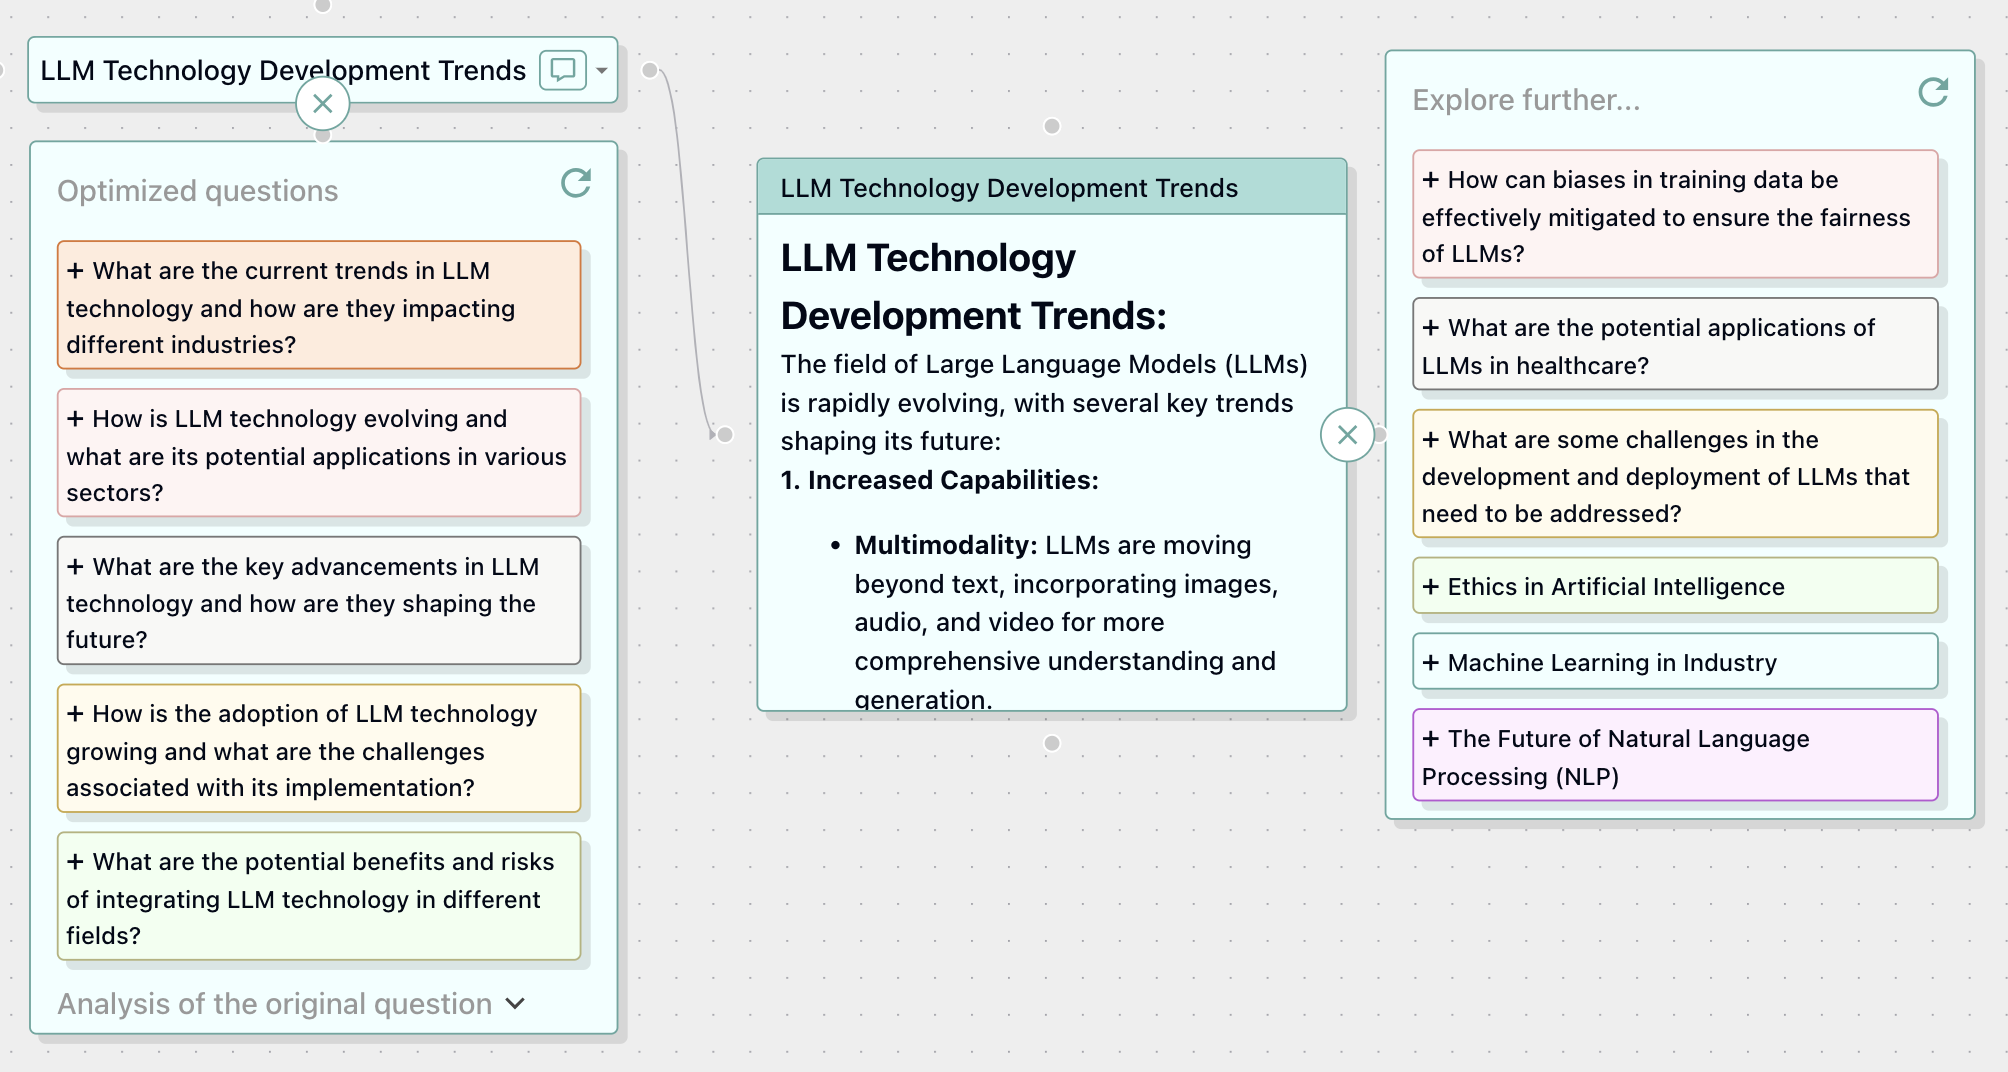 LLM Technology Development Trends
Optimized questions
+ What are the current trends in LLM
technology and how are they impacting
different industries?
+ How is LLM technology evolving and
what are its potential applications in various
sectors?
+ What are the key advancements in LLM
technology and how are they shaping the
future?
+ How is the adoption of LLM technology
growing and what are the challenges
associated with its implementation?
+ What are the potential benefits and risks
of integrating LLM technology in different
fields?
Analysis of the original question
LLM Technology Development Trends
LLM Technology
Development Trends:
The field of Large Language Models (LLMs)
is rapidly evolving, with several key trends
shaping its future:
1. Increased Capabilities:
• Multimodality: LLMs are moving
beyond text, incorporating images,
audio, and video for more
comprehensive understanding and
generation.
Explore further...
+ How can biases in training data be
effectively mitigated to ensure the fairness
of LLMs?
+ What are the potential applications of
LLMs in healthcare?
+ What are some challenges in the
development and deployment of LLMs that
need to be addressed?
+ Ethics in Artificial Intelligence
+ Machine Learning in Industry
+ The Future of Natural Language
Processing (NLP)